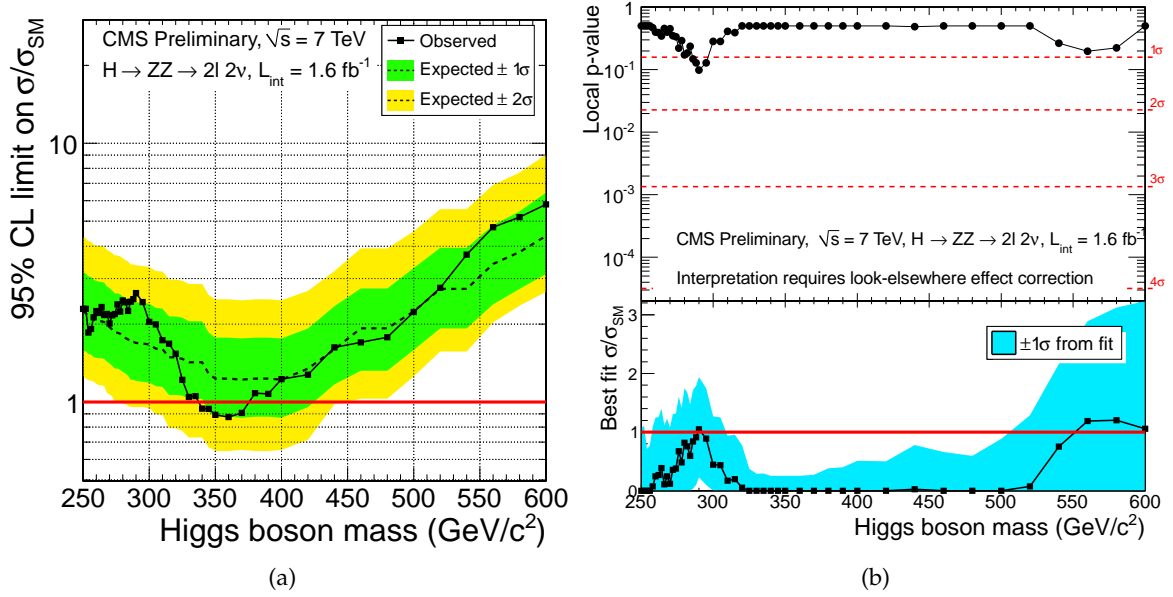 CMS Preliminary, √s = 7 TeV
H → ZZ → 2l 2ν, L_int = 1.6 fb⁻¹
Observed
Expected ± 1σ
Expected ± 2σ
95% CL limit on σ/σ_SM
10
1
250 300 350 400 450 500 550 600
Higgs boson mass (GeV/c²)
(a)
Local p-value
1
10⁻¹
10⁻²
10⁻³
10⁻⁴
1σ
2σ
3σ
4σ
CMS Preliminary, √s = 7 TeV, H → ZZ → 2l 2ν, L_int = 1.6 fb⁻¹
Interpretation requires look-elsewhere effect correction
Best fit σ/σ_SM
3
2
1
0
±1σ from fit
250 300 350 400 450 500 550 600
Higgs boson mass (GeV/c²)
(b)